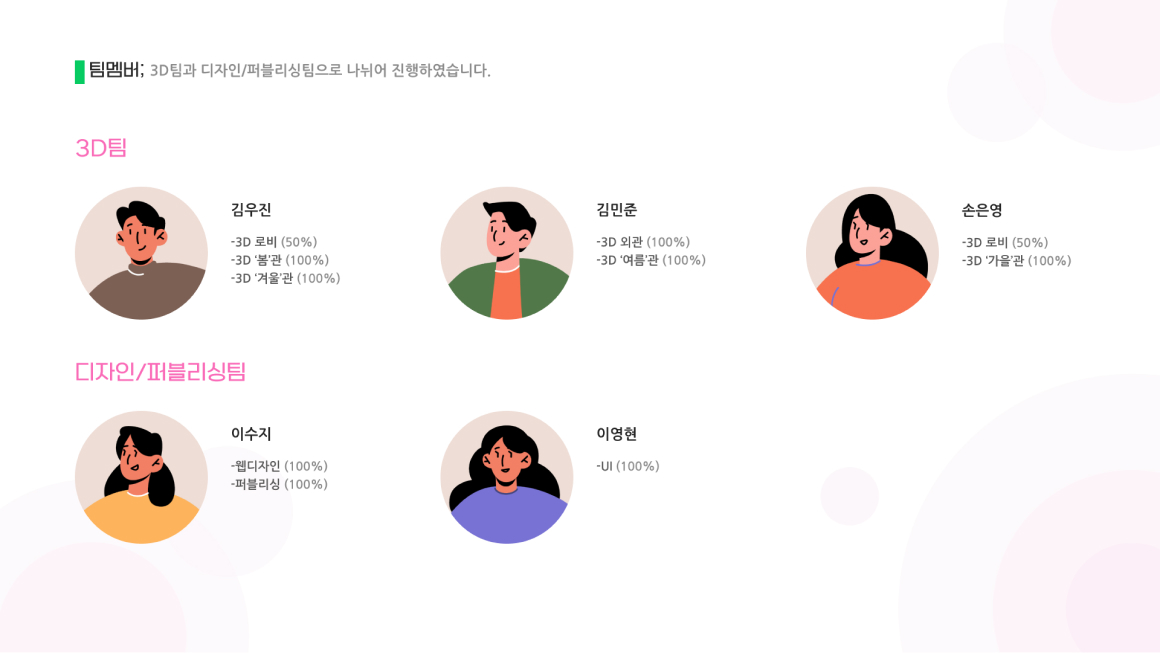 팀멤버; 3D팀과 디자인/퍼블리싱팀으로 나뉘어 진행하였습니다.
3D팀
김우진
-3D 로비 (50%)
-3D ‘봄’관 (100%)
-3D ‘겨울’관 (100%)
김민준
-3D 외관 (100%)
-3D ‘여름’관 (100%)
손은영
-3D 로비 (50%)
-3D ‘가을’관 (100%)
디자인/퍼블리싱팀
이수지
-웹디자인 (100%)
-퍼블리싱 (100%)
이영현
-UI (100%)